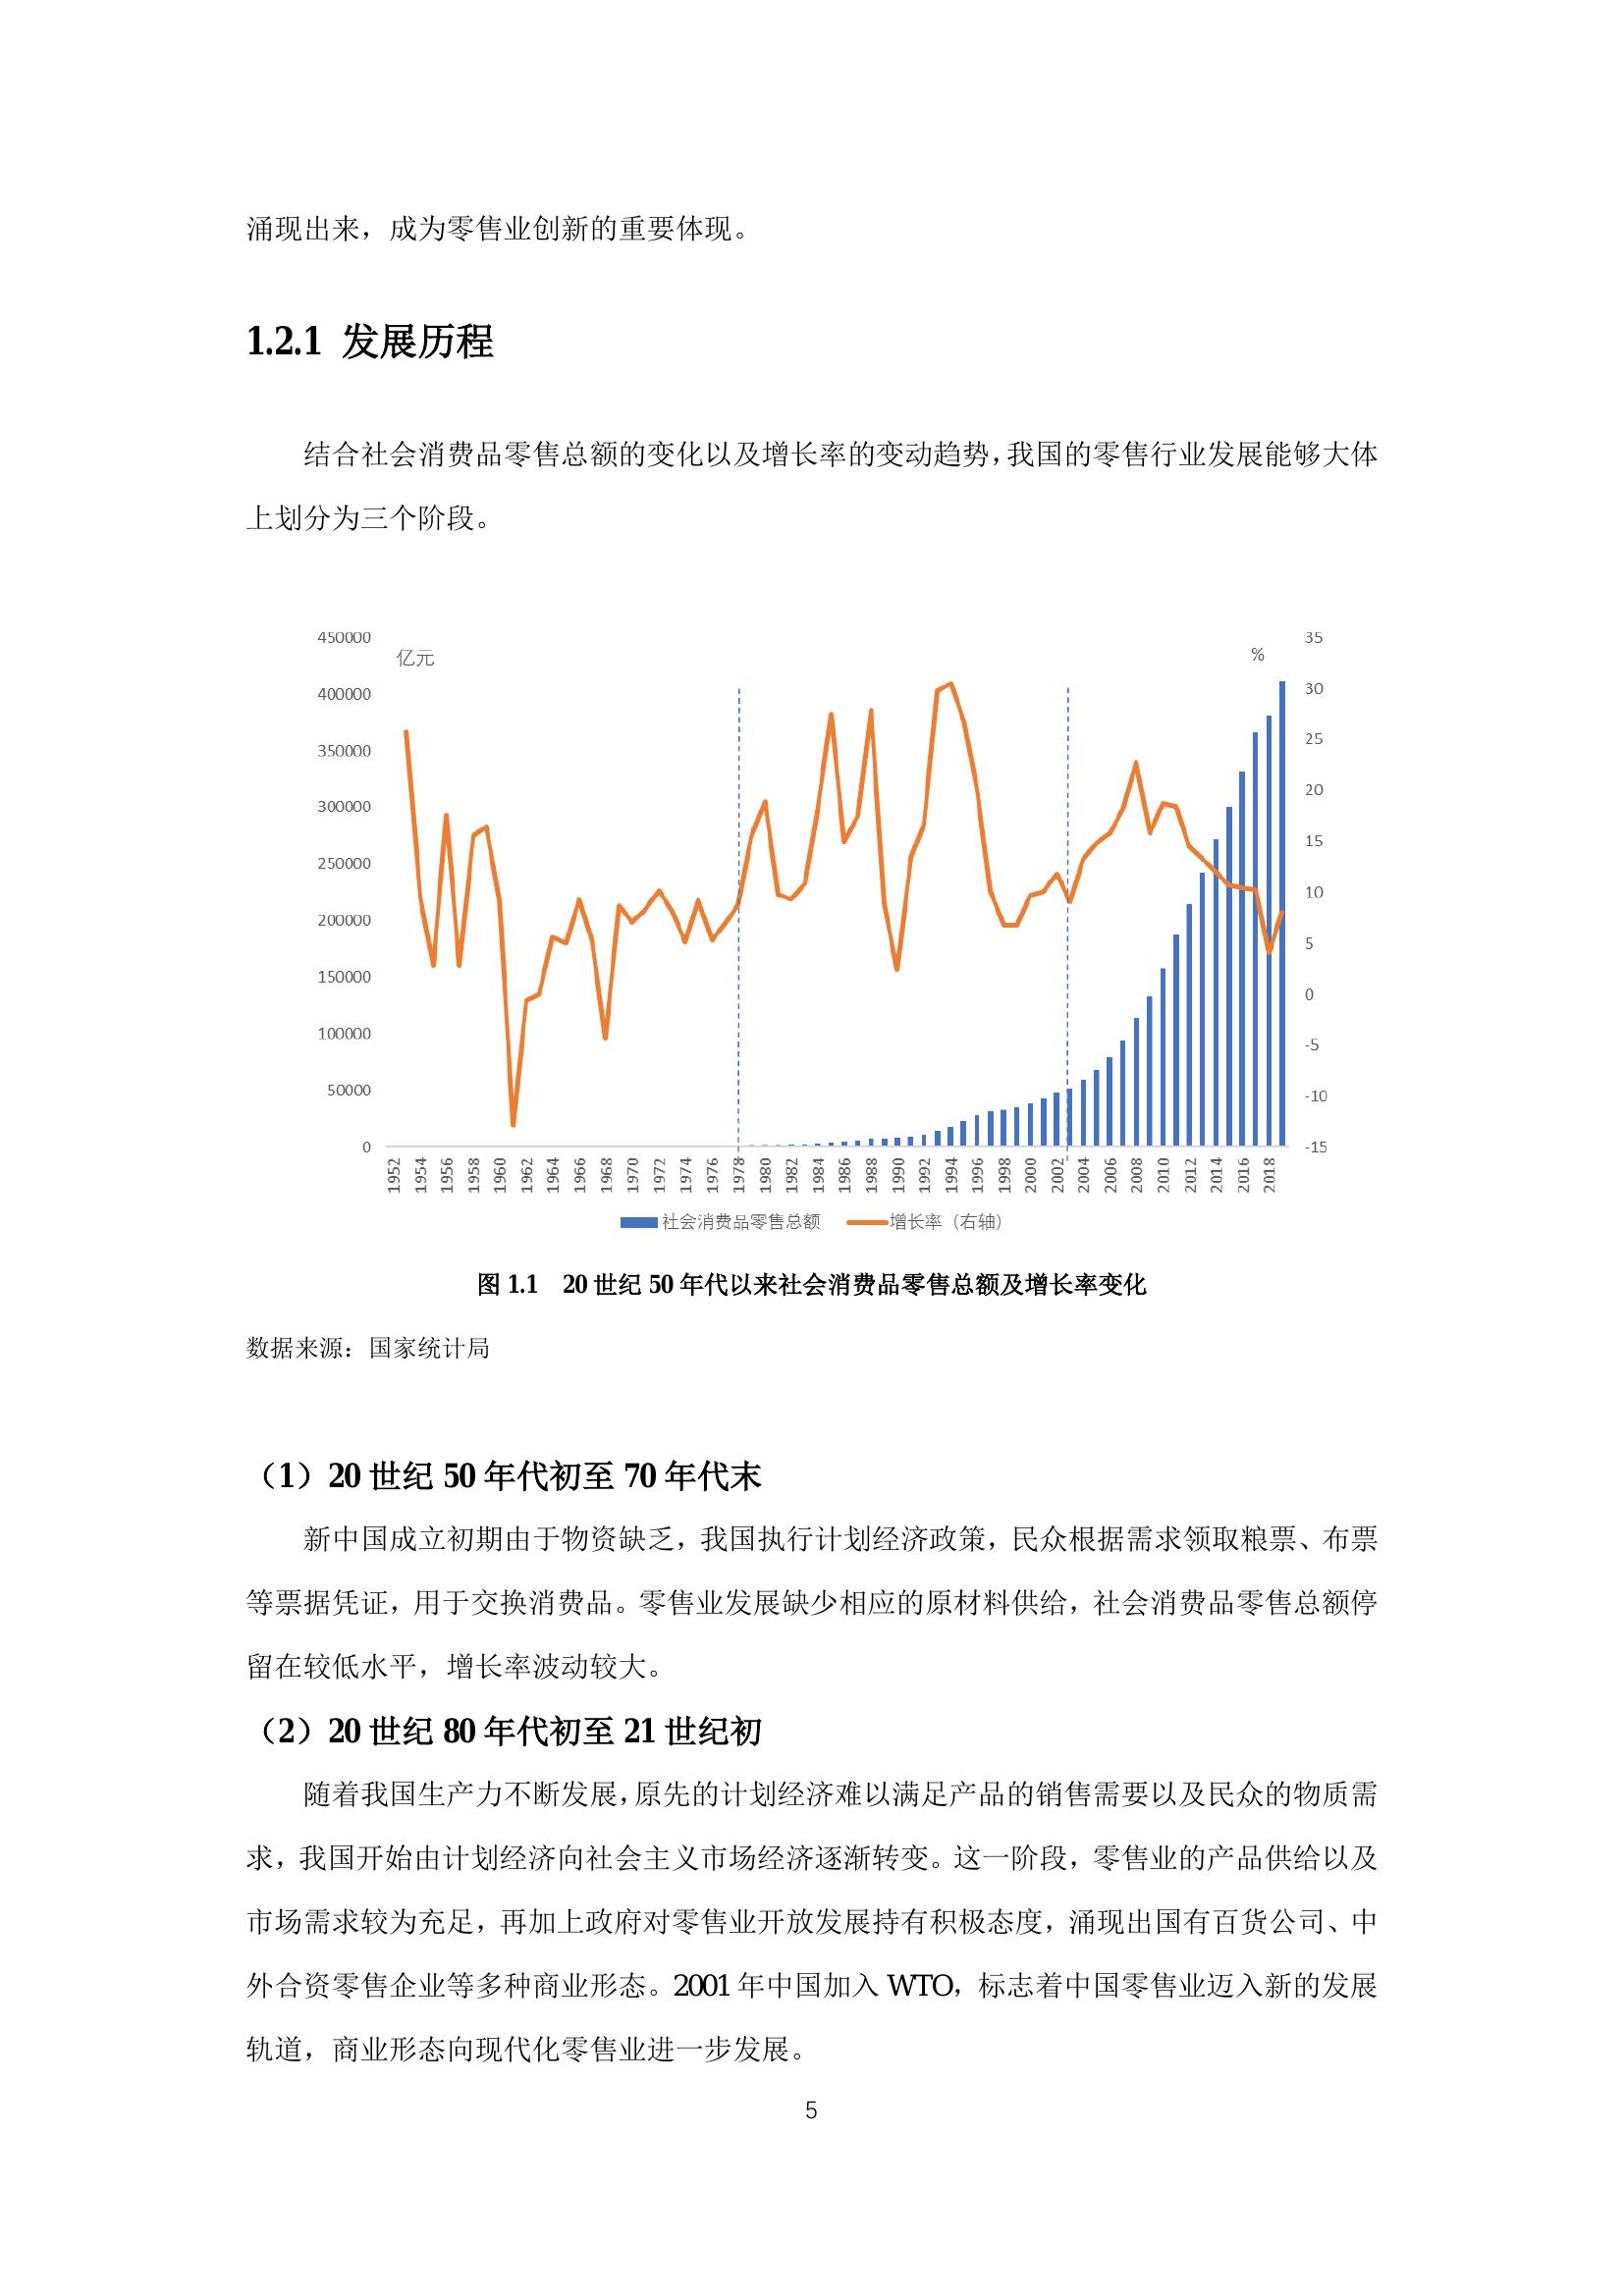 涌现出来，成为零售业创新的重要体现。
1.2.1 发展历程
结合社会消费品零售总额的变化以及增长率的变动趋势，我国的零售行业发展能够大体
上划分为三个阶段。
450000
400000
350000
300000
250000
200000
150000
100000
50000
0
亿元
%
35
30
25
20
15
10
5
0
-5
-10
-15
1952 1954 1956 1958 1960 1962 1964 1966 1968 1970 1972 1974 1976 1978 1980 1982 1984 1986 1988 1990 1992 1994 1996 1998 2000 2002 2004 2006 2008 2010 2012 2014 2016 2018
社会消费品零售总额 增长率（右轴）
图 1.1 20 世纪 50 年代以来社会消费品零售总额及增长率变化
数据来源：国家统计局
（1）20 世纪 50 年代初至 70 年代末
新中国成立初期由于物资缺乏，我国执行计划经济政策，民众根据需求领取粮票、布票
等票据凭证，用于交换消费品。零售业发展缺少相应的原材料供给，社会消费品零售总额停
留在较低水平，增长率波动较大。
（2）20 世纪 80 年代初至 21 世纪初
随着我国生产力不断发展，原先的计划经济难以满足产品的销售需要以及民众的物质需
求，我国开始由计划经济向社会主义市场经济逐渐转变。这一阶段，零售业的产品供给以及
市场需求较为充足，再加上政府对零售业开放发展持有积极态度，涌现出国有百货公司、中
外合资零售企业等多种商业形态。2001 年中国加入 WTO，标志着中国零售业迈入新的发展
轨道，商业形态向现代化零售业进一步发展。
5